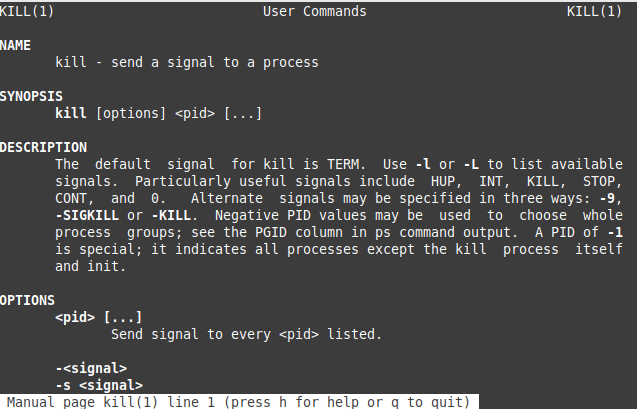 KILL(1) User Commands KILL(1)
NAME
kill - send a signal to a process
SYNOPSIS
kill [options] <pid> [...]
DESCRIPTION
The default signal for kill is TERM. Use -l or -L to list available
signals. Particularly useful signals include HUP, INT, KILL, STOP,
CONT, and 0. Alternate signals may be specified in three ways: -9,
-SIGKILL or -KILL. Negative PID values may be used to choose whole
process groups; see the PGID column in ps command output. A PID of -1
is special; it indicates all processes except the kill process itself
and init.
OPTIONS
<pid> [...]
Send signal to every <pid> listed.
-<signal>
-s <signal>
Manual page kill(1) line 1 (press h for help or q to quit)